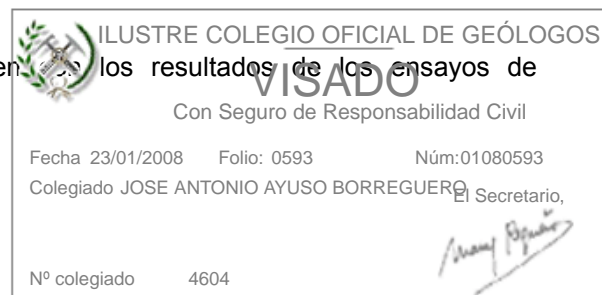 ILUSTRE COLEGIO OFICIAL DE GEÓLOGOS
los resultados de los ensayos de
VISADO
Con Seguro de Responsabilidad Civil
Fecha 23/01/2008 Folio: 0593 Núm:01080593
Colegiado JOSE ANTONIO AYUSO BORREGUERO
El Secretario,
Nº colegiado 4604